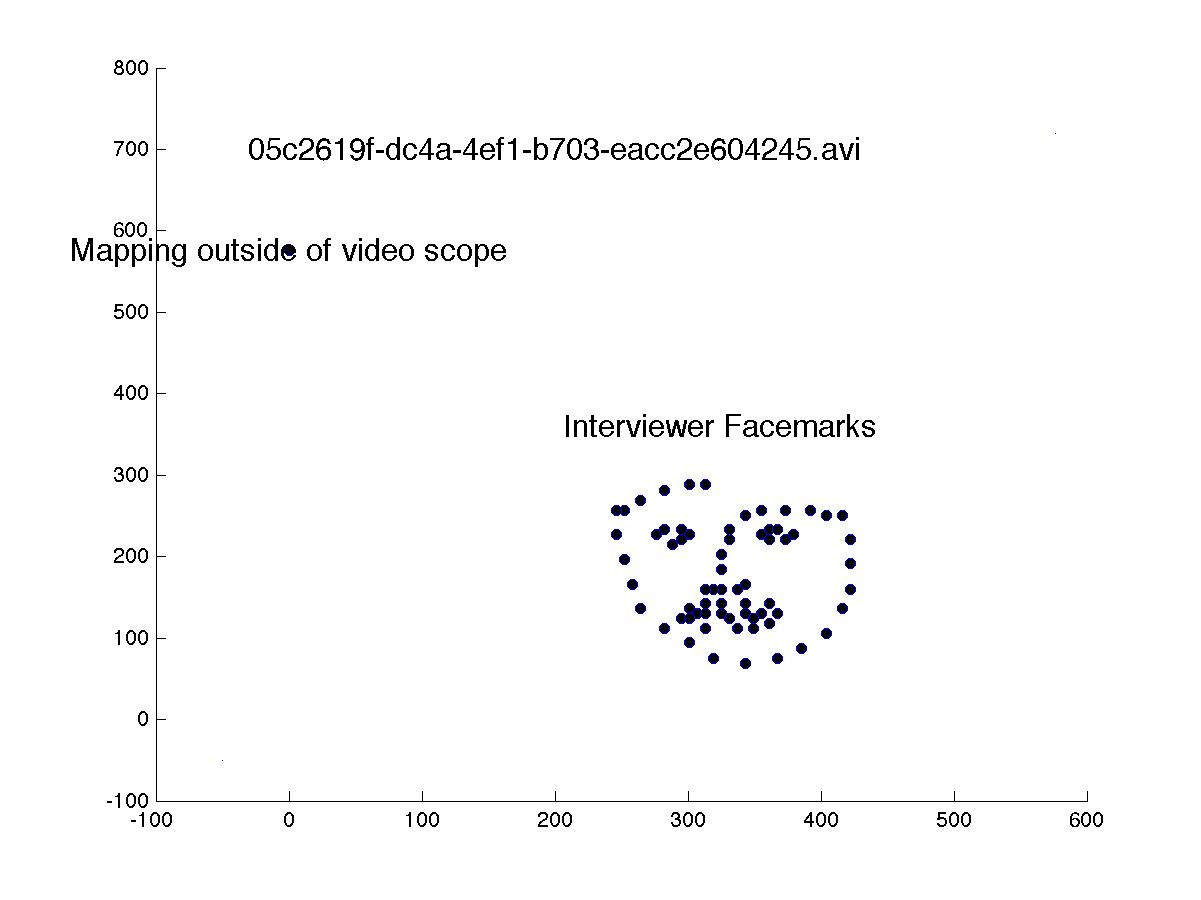 800
05c2619f-dc4a-4ef1-b703-eacc2e604245.avi
700
600
Mapping outside of video scope
500
400
Interviewer Facemarks
300
200
100
0
-100
-100 0 100 200 300 400 500 600